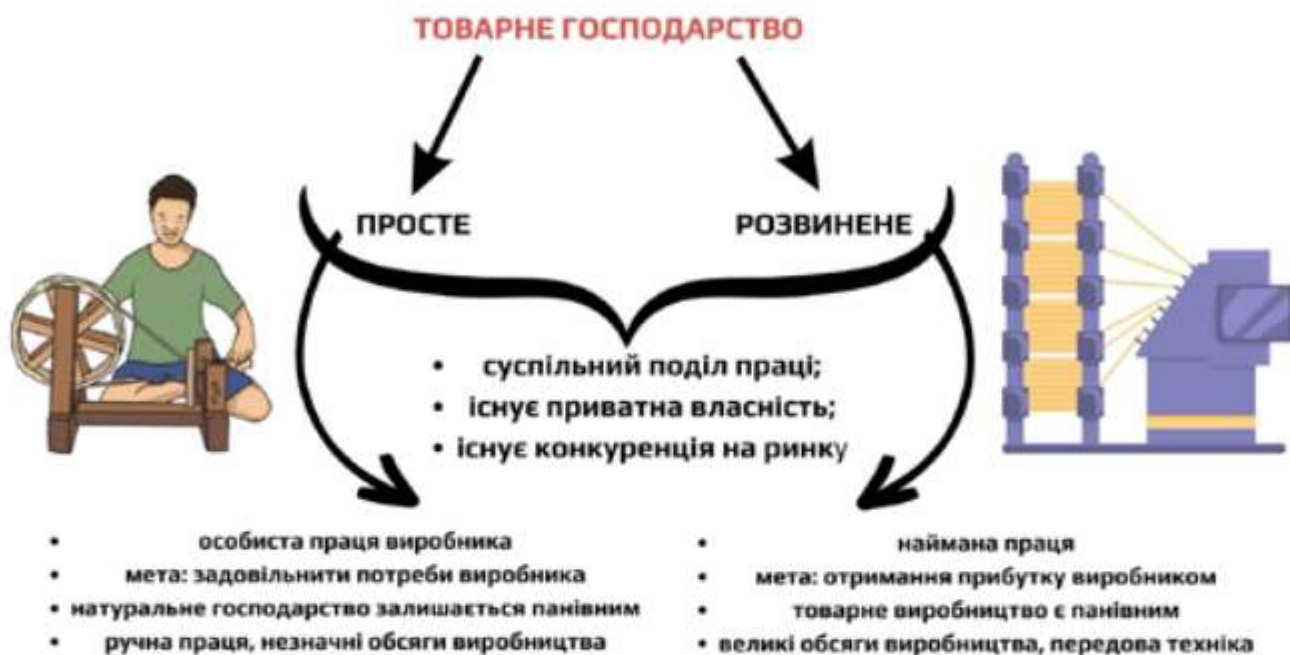 ТОВАРНЕ ГОСПОДАРСТВО
ПРОСТЕ
РОЗВИНЕНЕ
• суспільний поділ праці;
• існує приватна власність;
• існує конкуренція на ринку
• особиста праця виробника
• мета: задовільнити потреби виробника
• натуральне господарство залишається панівним
• ручна праця, незначні обсяги виробництва
• наймана праця
• мета: отримання прибутку виробником
• товарне виробництво є панівним
• великі обсяги виробництва, передова техніка